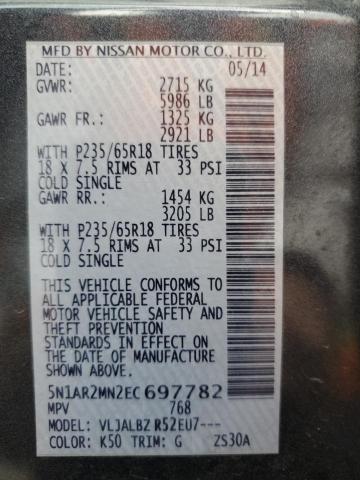 MFD BY NISSAN MOTOR CO., LTD.
DATE: 05/14
GVWR: 2715 KG
5986 LB
GAWR FR.: 1325 KG
2921 LB
WITH P235/65R18 TIRES
18 X 7.5 RIMS AT 33 PSI
COLD SINGLE
GAWR RR.: 1454 KG
3205 LB
WITH P235/65R18 TIRES
18 X 7.5 RIMS AT 33 PSI
COLD SINGLE
THIS VEHICLE CONFORMS TO
ALL APPLICABLE FEDERAL
MOTOR VEHICLE SAFETY AND
THEFT PREVENTION
STANDARDS IN EFFECT ON
THE DATE OF MANUFACTURE
SHOWN ABOVE.
5N1AR2MN2EC697782
MPV 768
MODEL: VLJALBZ R52EU7---
COLOR: K50 TRIM: G ZS30A